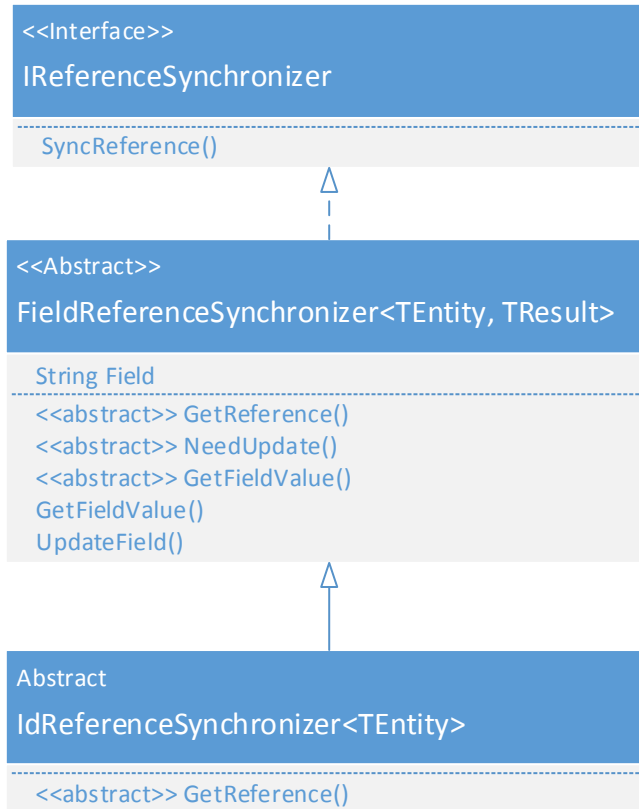 <<Interface>>
IReferenceSynchronizer
SyncReference()
<<Abstract>>
FieldReferenceSynchronizer<TEntity, TResult>
String Field
<<abstract>> GetReference()
<<abstract>> NeedUpdate()
<<abstract>> GetFieldValue()
GetFieldValue()
UpdateField()
Abstract
IdReferenceSynchronizer<TEntity>
<<abstract>> GetReference()